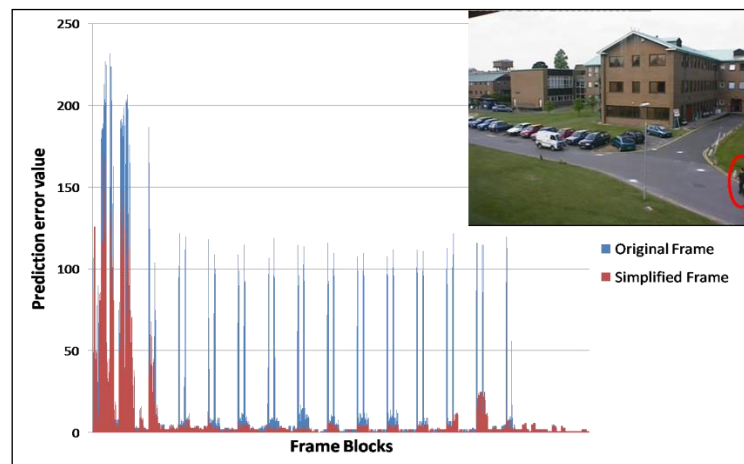 250
200
150
100
50
0
Prediction error value
Frame Blocks
Original Frame
Simplified Frame